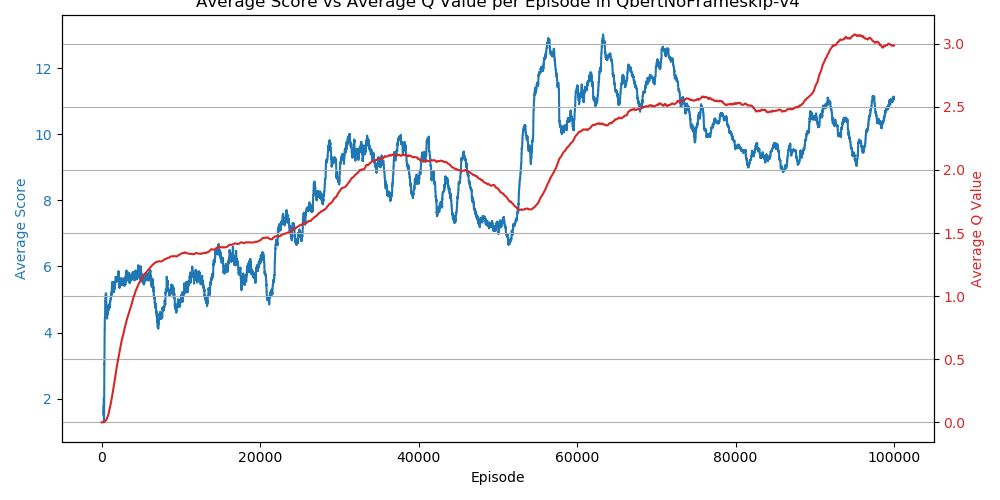 Average Score vs Average Q Value per Episode in QbertNoFrameskip-v4
12
10
8
6
4
2
Average Score
3.0
2.5
2.0
1.5
1.0
0.5
0.0
Average Q Value
0 20000 40000 60000 80000 100000
Episode